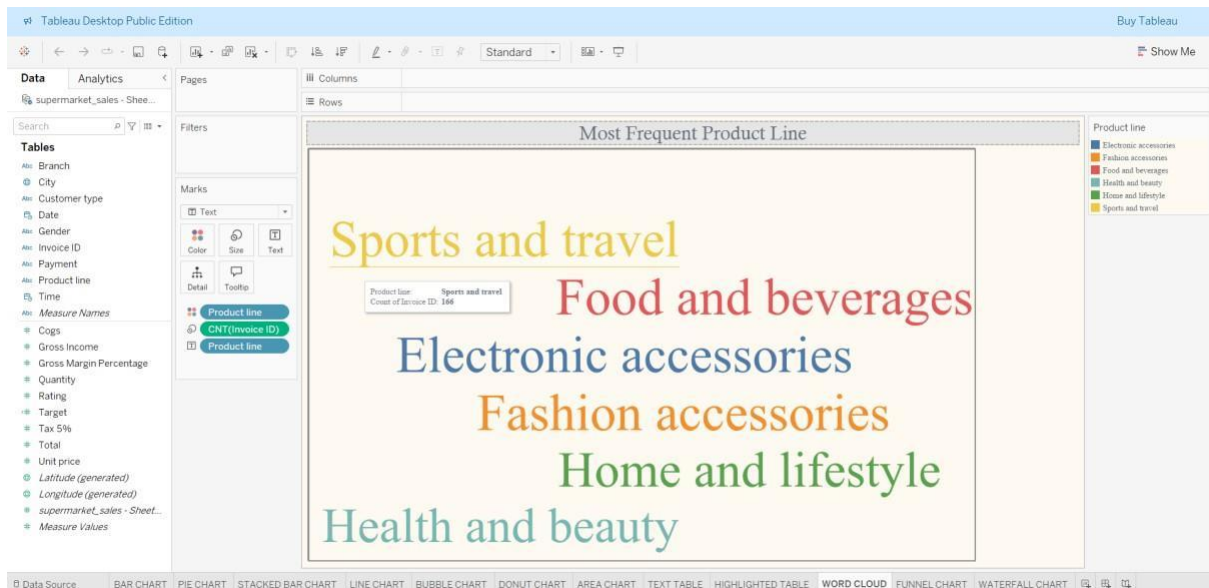 Tableau Desktop Public Edition
Buy Tableau
Standard
Show Me
Data Analytics
supermarket_sales - Shee...
Search
Tables
Abc Branch
City
Abc Customer type
Date
Abc Gender
Abc Invoice ID
Abc Payment
Abc Product line
Time
Abc Measure Names
# Cogs
# Gross Income
# Gross Margin Percentage
# Quantity
# Rating
# Target
# Tax 5%
# Total
# Unit price
Latitude (generated)
Longitude (generated)
# supermarket_sales - Sheet...
# Measure Values
Pages
Filters
Marks
Text
Color Size Text
Detail Tooltip
Product line
CNT(Invoice ID)
Product line
Columns
Rows
Most Frequent Product Line
Sports and travel
Product line: Sports and travel
Count of Invoice ID: 166
Food and beverages
Electronic accessories
Fashion accessories
Home and lifestyle
Health and beauty
Product line
Electronic accessories
Fashion accessories
Food and beverages
Health and beauty
Home and lifestyle
Sports and travel
Data Source BAR CHART PIE CHART STACKED BAR CHART LINE CHART BUBBLE CHART DONUT CHART AREA CHART TEXT TABLE HIGHLIGHTED TABLE WORD CLOUD FUNNEL CHART WATERFALL CHART